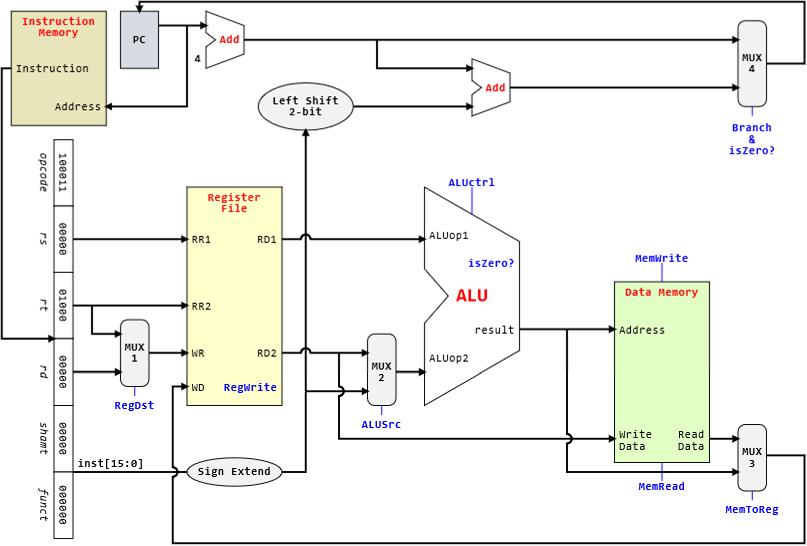 Instruction
Memory
Instruction
Address
PC
4
Add
Add
MUX
4
Branch
&
isZero?
Left Shift
2-bit
opcode
100011
rs
00000
rt
01000
rd
00000
shamt
00000
funct
000000
MUX
1
RegDst
Register
File
RR1
RD1
RR2
WR
RD2
WD
RegWrite
inst[15:0]
Sign Extend
MUX
2
ALUSrc
ALUctrl
ALUop1
isZero?
ALU
result
ALUop2
MemWrite
Data Memory
Address
Write
Data
Read
Data
MemRead
MUX
3
MemToReg